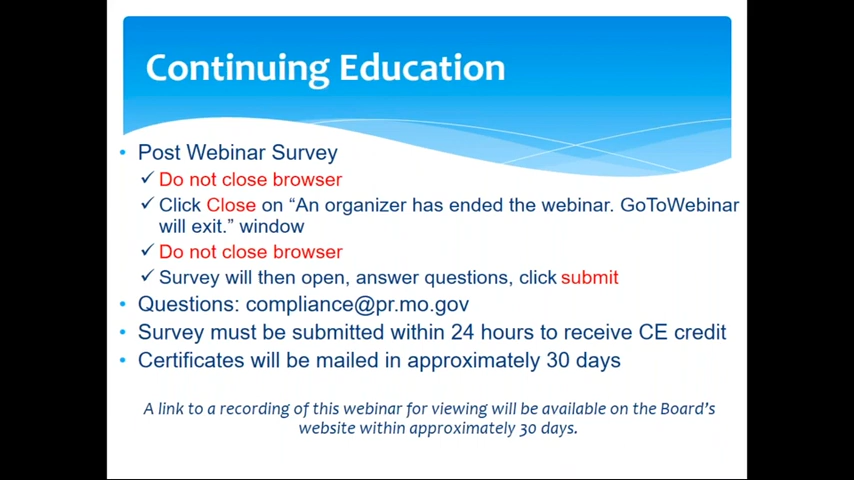 Continuing Education
• Post Webinar Survey
✓ Do not close browser
✓ Click Close on “An organizer has ended the webinar. GoToWebinar
will exit.” window
✓ Do not close browser
✓ Survey will then open, answer questions, click submit
• Questions: compliance@pr.mo.gov
• Survey must be submitted within 24 hours to receive CE credit
• Certificates will be mailed in approximately 30 days
A link to a recording of this webinar for viewing will be available on the Board’s
website within approximately 30 days.